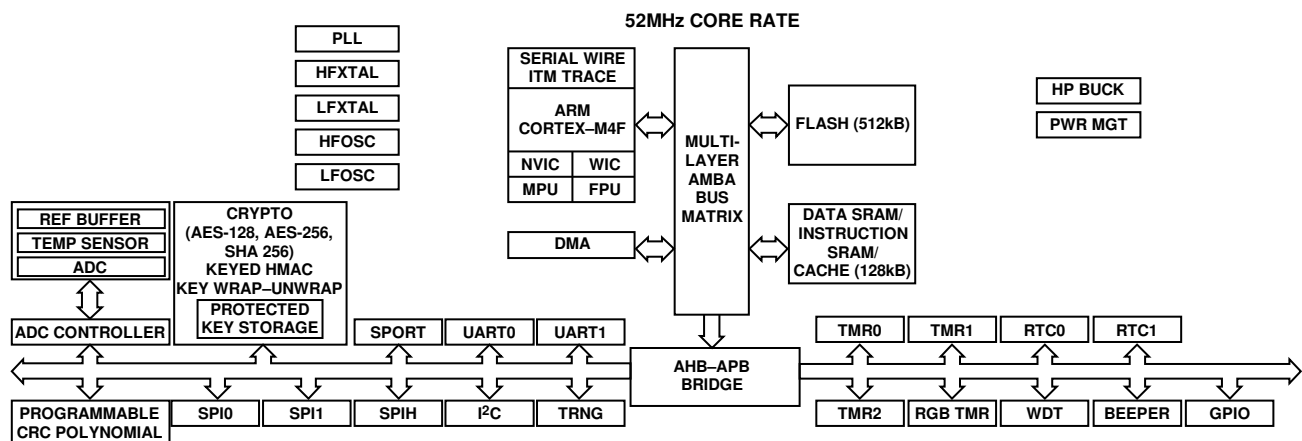 52MHz CORE RATE
PLL
HFXTAL
LFXTAL
HFOSC
LFOSC
SERIAL WIRE
ITM TRACE
ARM
CORTEX–M4F
NVIC
WIC
MPU
FPU
DMA
MULTI-
LAYER
AMBA
BUS
MATRIX
FLASH (512kB)
DATA SRAM/
INSTRUCTION
SRAM/
CACHE (128kB)
HP BUCK
PWR MGT
REF BUFFER
TEMP SENSOR
ADC
ADC CONTROLLER
CRYPTO
(AES-128, AES-256,
SHA 256)
KEYED HMAC
KEY WRAP–UNWRAP
PROTECTED
KEY STORAGE
SPORT
UART0
UART1
AHB–APB
BRIDGE
TMR0
TMR1
RTC0
RTC1
PROGRAMMABLE
CRC POLYNOMIAL
SPI0
SPI1
SPIH
I²C
TRNG
TMR2
RGB TMR
WDT
BEEPER
GPIO